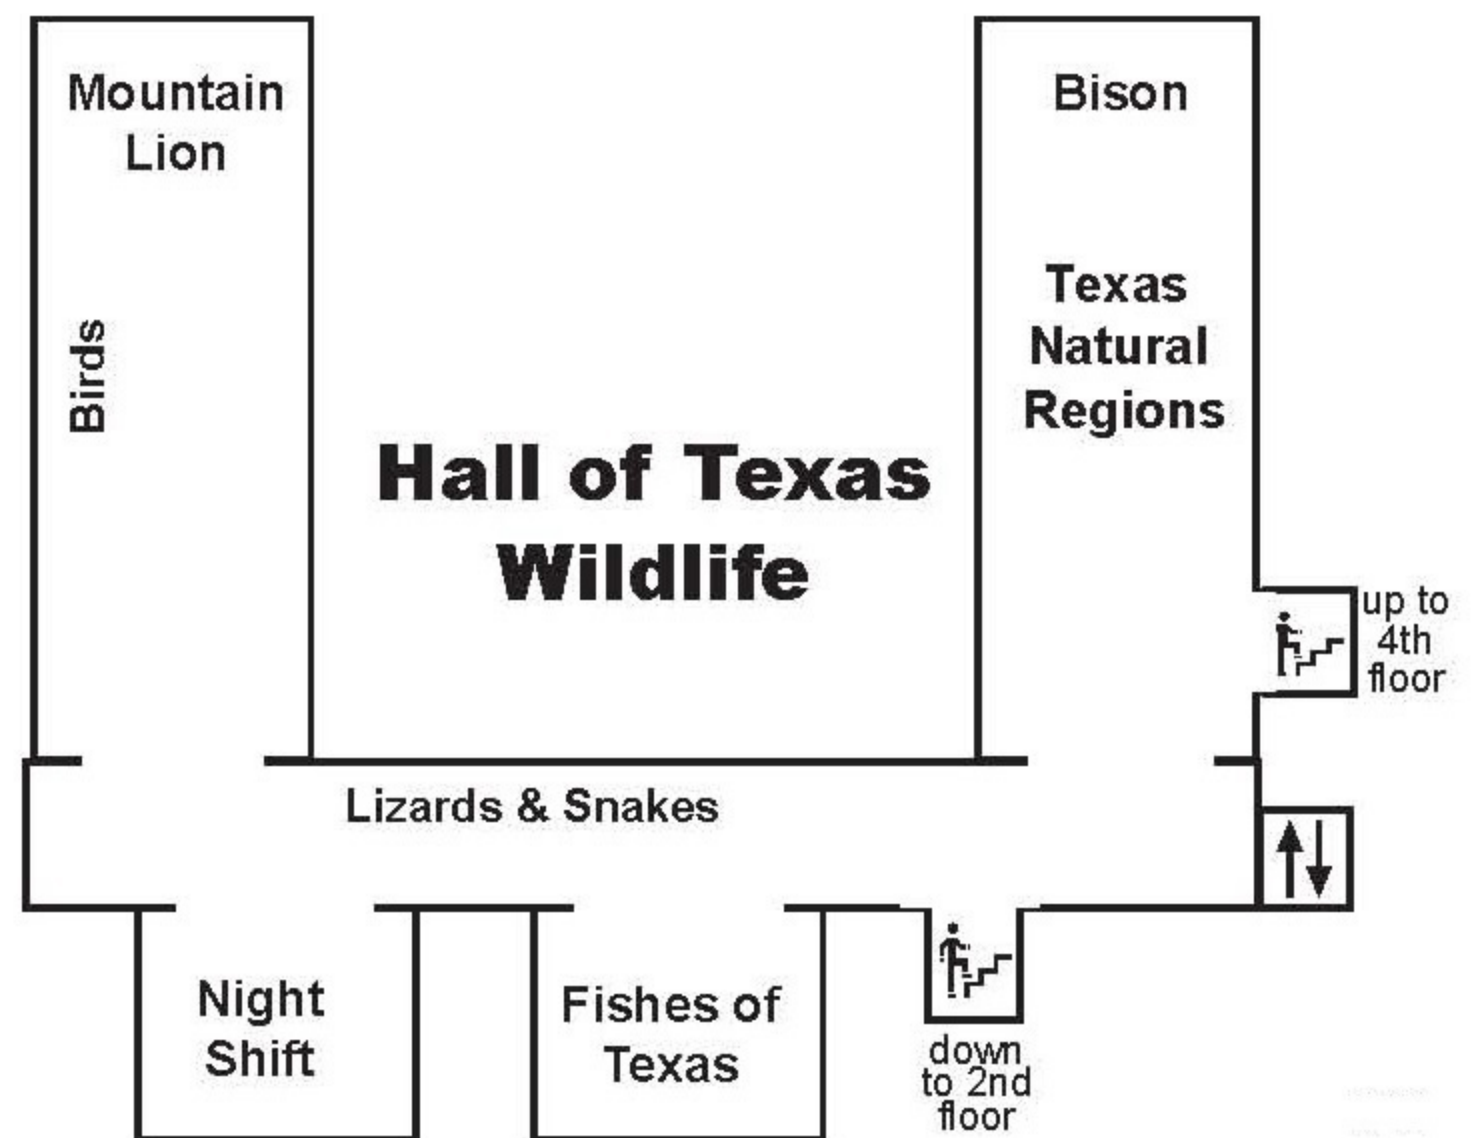 Mountain
Lion
Bison
Birds
Texas
Natural
Regions
Hall of Texas
Wildlife
up to
4th
floor
Lizards & Snakes
Night
Shift
Fishes of
Texas
down
to 2nd
floor